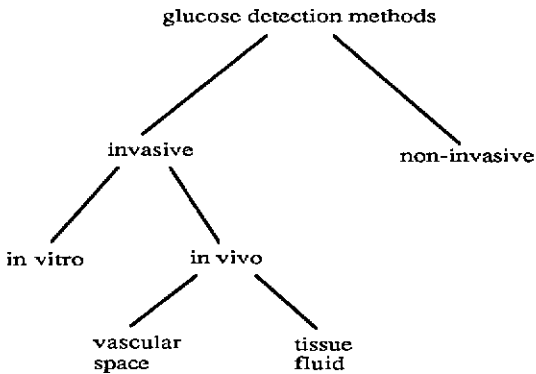 glucose detection methods
invasive
non-invasive
in vitro
in vivo
vascular
space
tissue
fluid